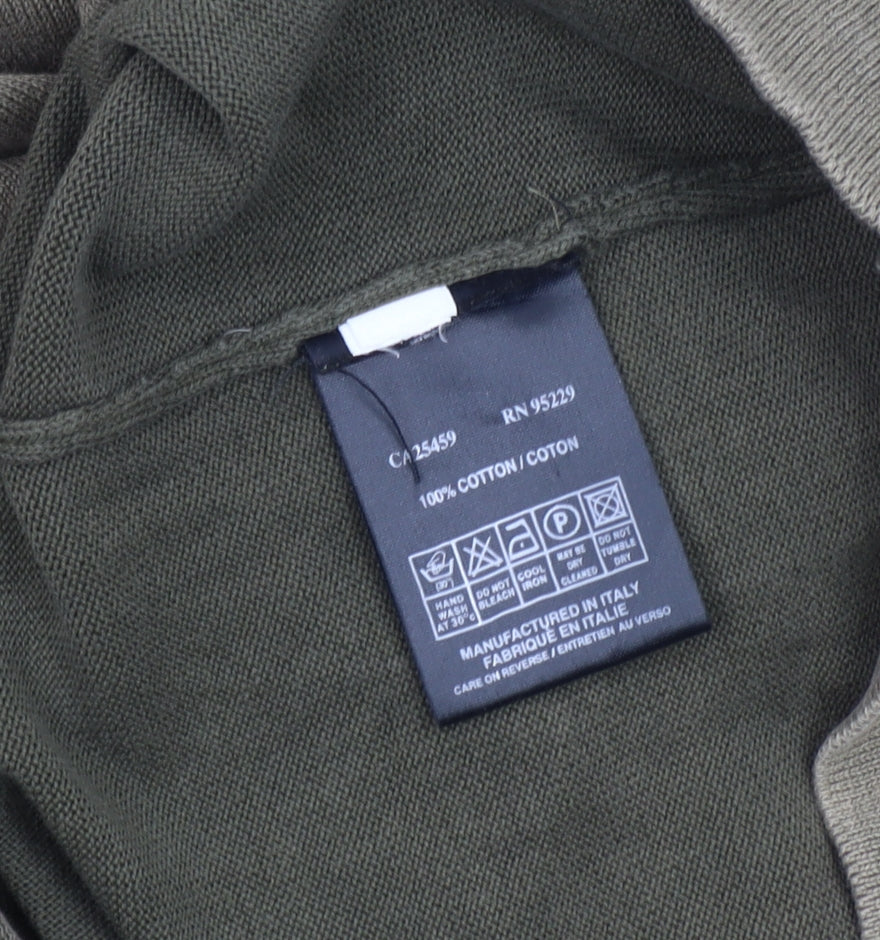 CA 25459 RN 95229
100% COTTON / COTON
30°
P
HAND WASH AT 30°c
DO NOT BLEACH
COOL IRON
MAY BE DRY CLEANED
DO NOT TUMBLE DRY
MANUFACTURED IN ITALY
FABRIQUÉ EN ITALIE
CARE ON REVERSE / ENTRETIEN AU VERSO